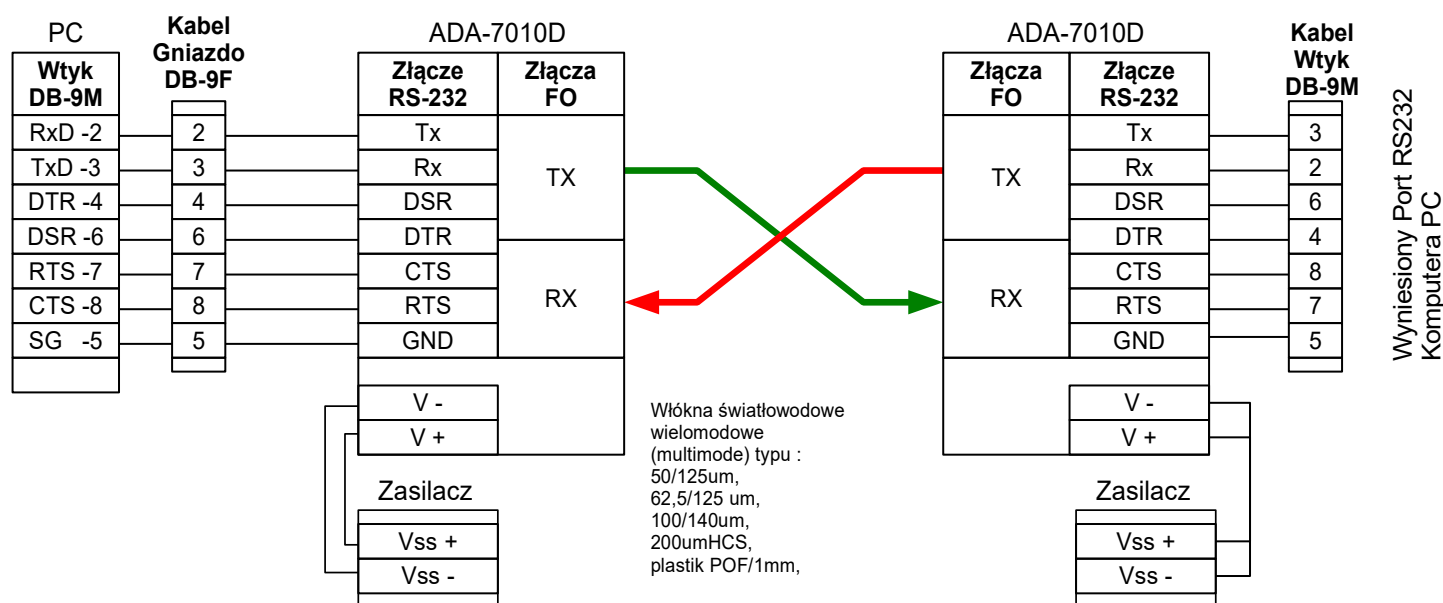 PC
Wtyk
DB-9M
RxD -2
TxD -3
DTR -4
DSR -6
RTS -7
CTS -8
SG -5
Kabel
Gniazdo
DB-9F
2
3
4
6
7
8
5
ADA-7010D
Złącze
RS-232
Złącza
FO
Tx
Rx
DSR
DTR
CTS
RTS
GND
TX
RX
V -
V +
Zasilacz
Vss +
Vss -
Włókna światłowodowe
wielomodowe
(multimode) typu :
50/125um,
62,5/125 um,
100/140um,
200umHCS,
plastik POF/1mm,
ADA-7010D
Złącza
FO
Złącze
RS-232
TX
RX
Tx
Rx
DSR
DTR
CTS
RTS
GND
V -
V +
Zasilacz
Vss +
Vss -
Kabel
Wtyk
DB-9M
3
2
6
4
8
7
5
Wyniesiony Port RS232
Komputera PC